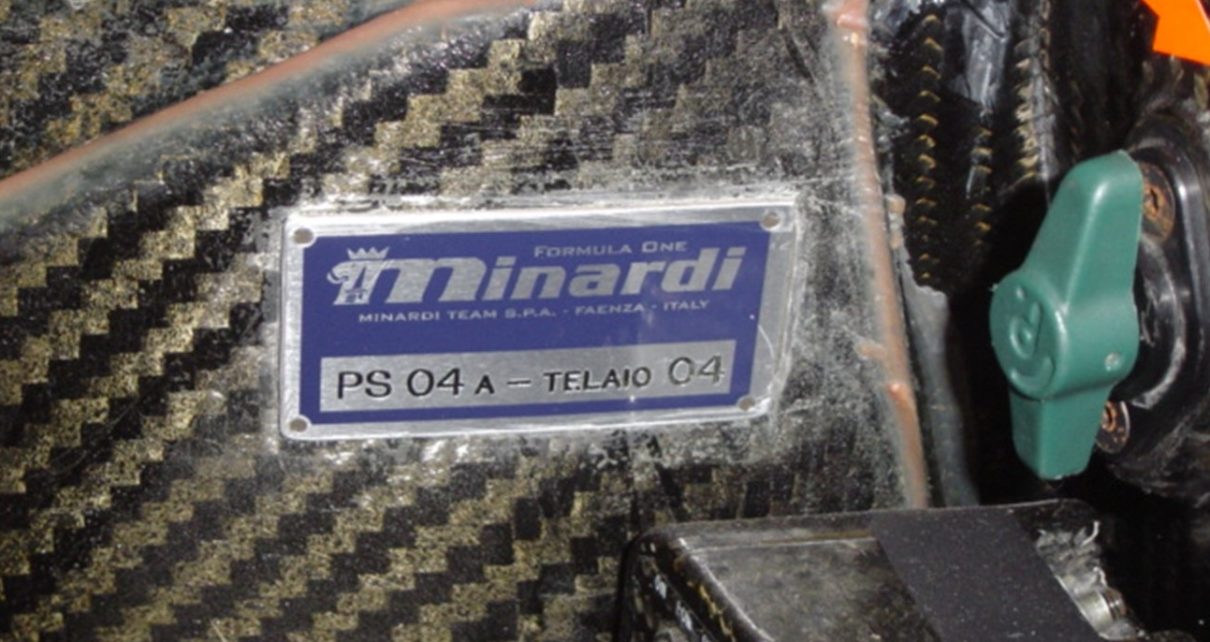 FORMULA ONE
Minardi
MINARDI TEAM S.P.A. - FAENZA - ITALY
PS 04 A - TELAIO 04